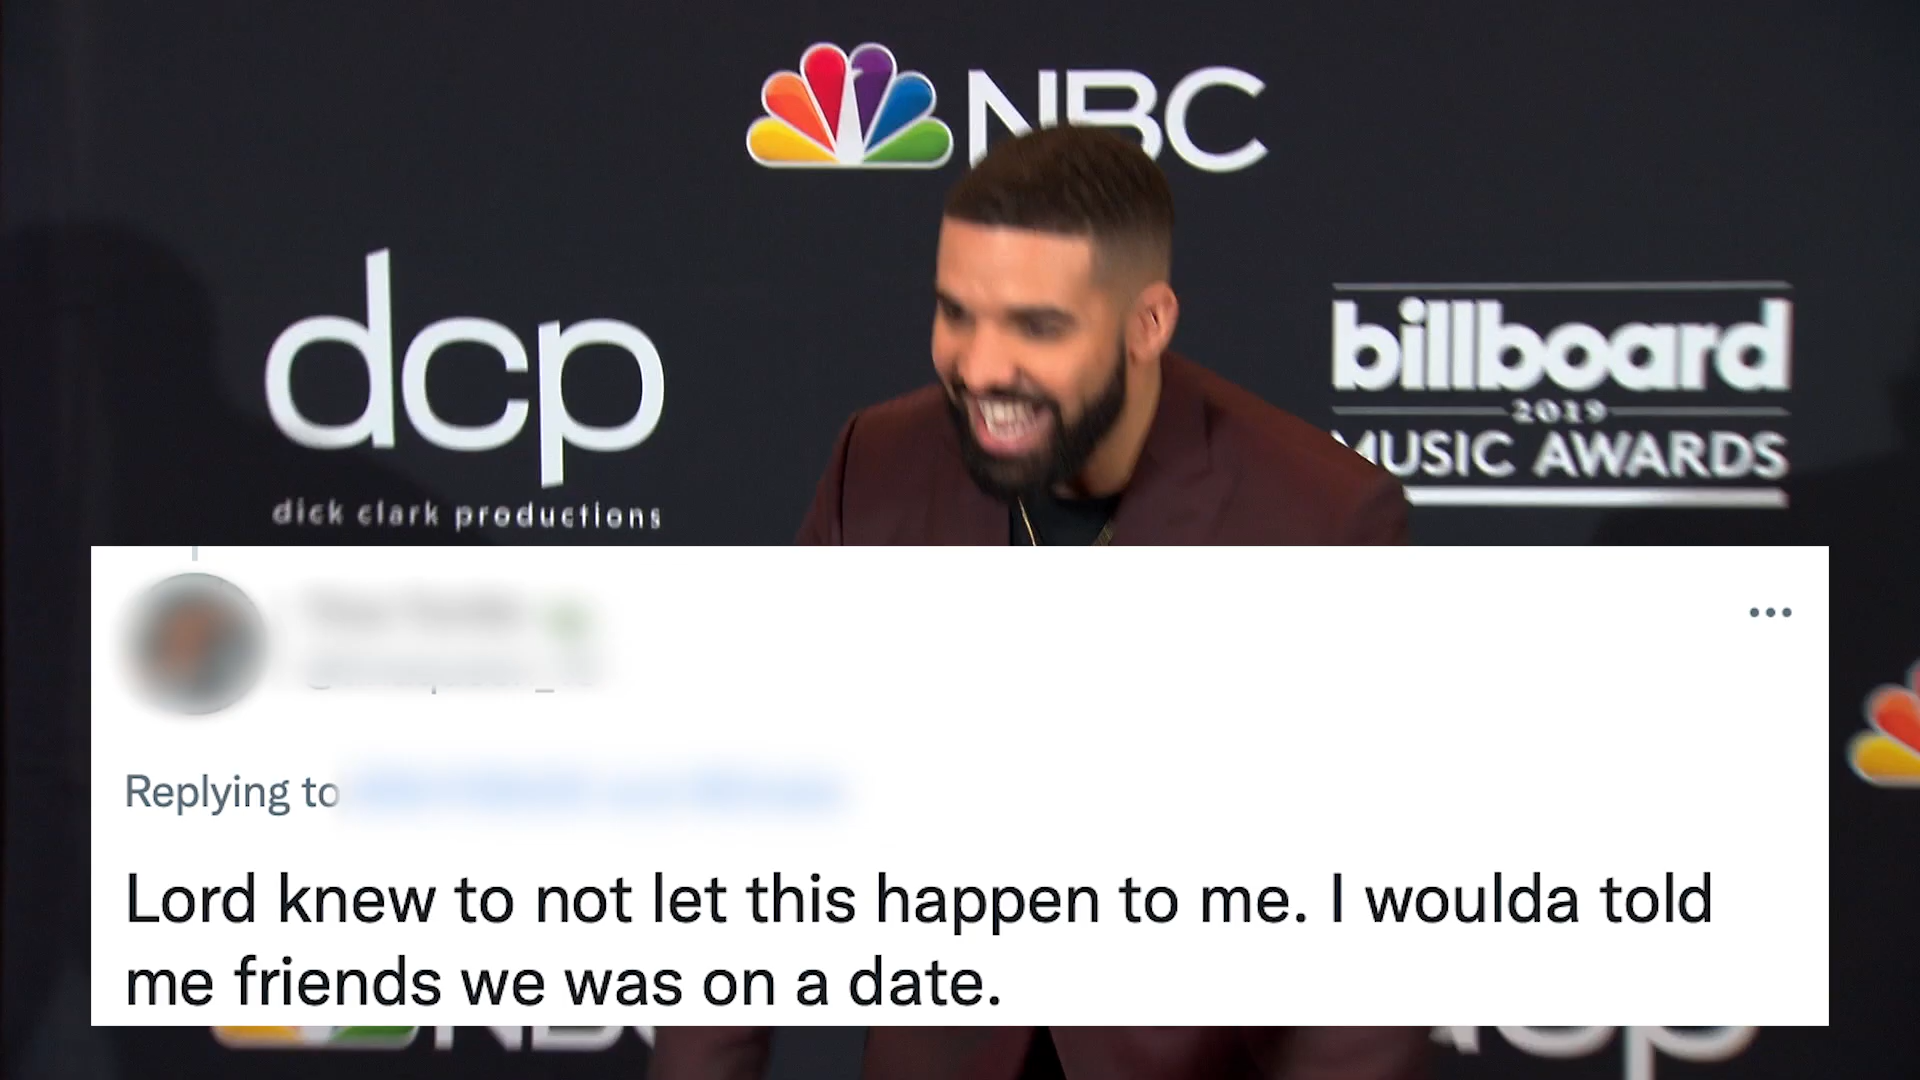 NBC
dcp
dick clark productions
billboard
2019
MUSIC AWARDS
Replying to
Lord knew to not let this happen to me. I woulda told
me friends we was on a date.